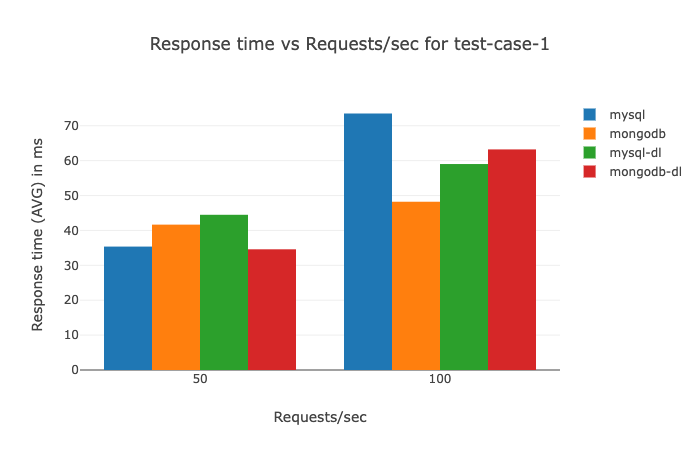 Response time vs Requests/sec for test-case-1
Response time (AVG) in ms
70
60
50
40
30
20
10
0
50
100
Requests/sec
mysql
mongodb
mysql-dl
mongodb-dl